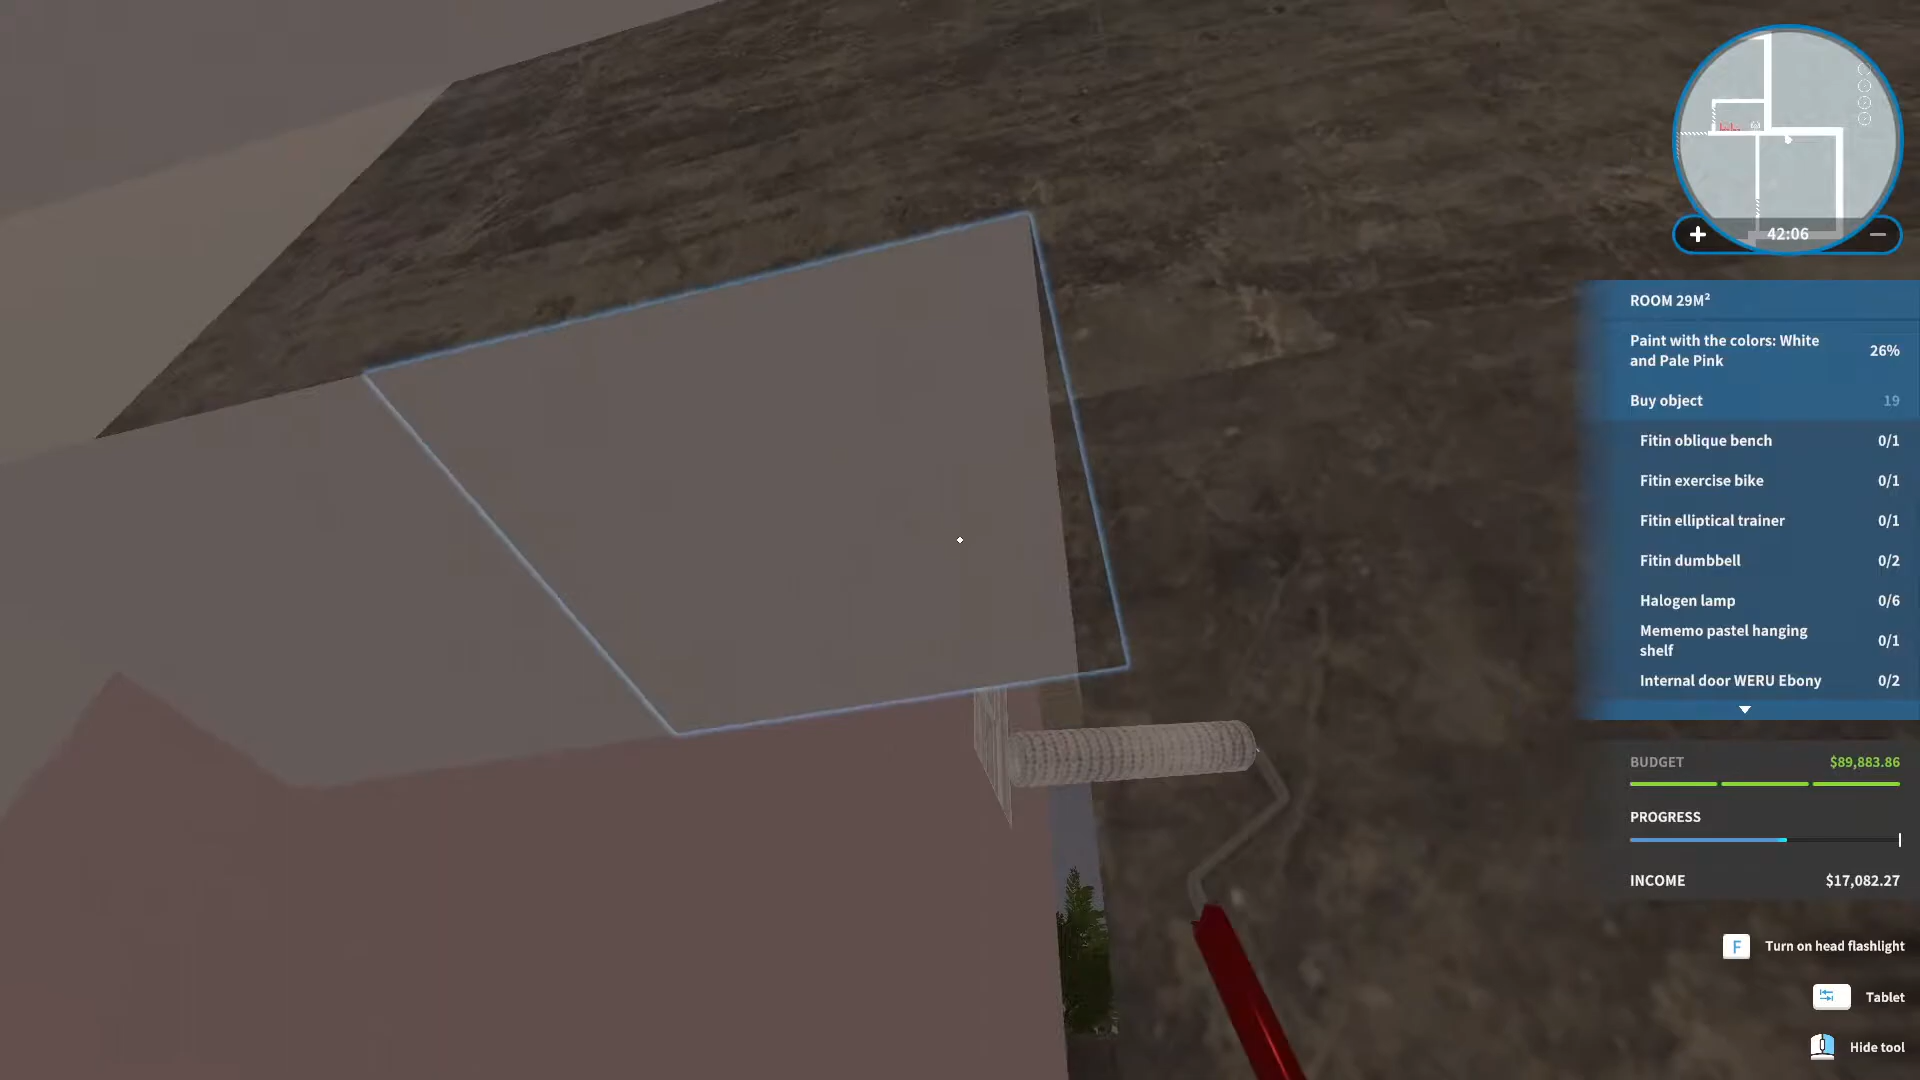 42:06
ROOM 29M²
Paint with the colors: White
and Pale Pink
26%
Buy object 19
Fitin oblique bench 0/1
Fitin exercise bike 0/1
Fitin elliptical trainer 0/1
Fitin dumbbell 0/2
Halogen lamp 0/6
Mememo pastel hanging
shelf
0/1
Internal door WERU Ebony 0/2
BUDGET $89,883.86
PROGRESS
INCOME $17,082.27
F Turn on head flashlight
Tablet
Hide tool